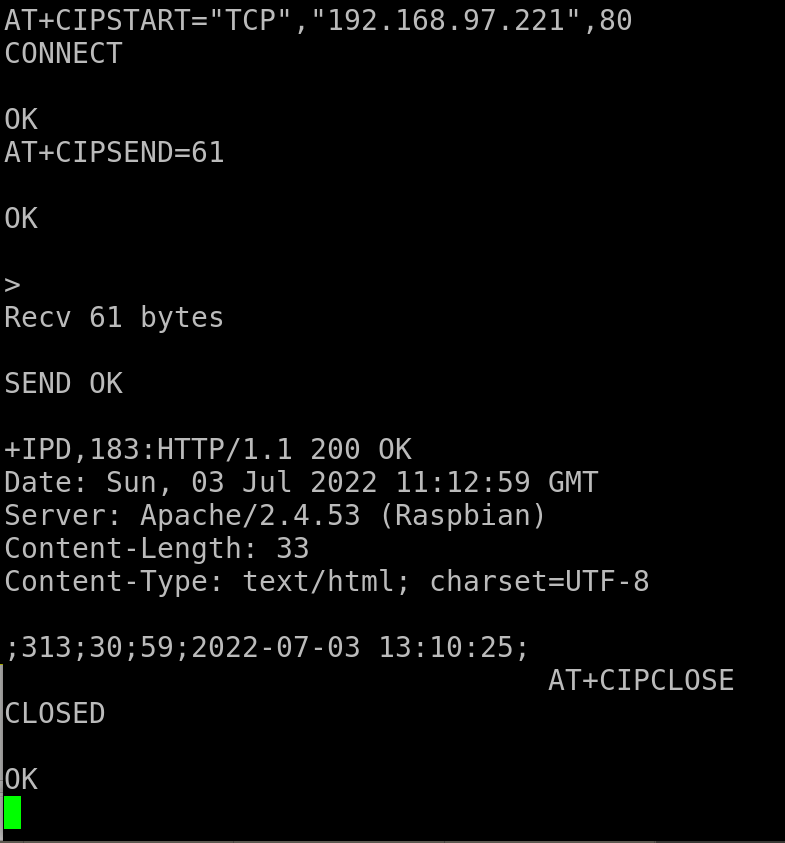 AT+CIPSTART="TCP","192.168.97.221",80
CONNECT
OK
AT+CIPSEND=61
OK
>
Recv 61 bytes
SEND OK
+IPD,183:HTTP/1.1 200 OK
Date: Sun, 03 Jul 2022 11:12:59 GMT
Server: Apache/2.4.53 (Raspbian)
Content-Length: 33
Content-Type: text/html; charset=UTF-8
;313;30;59;2022-07-03 13:10:25;
AT+CIPCLOSE
CLOSED
OK